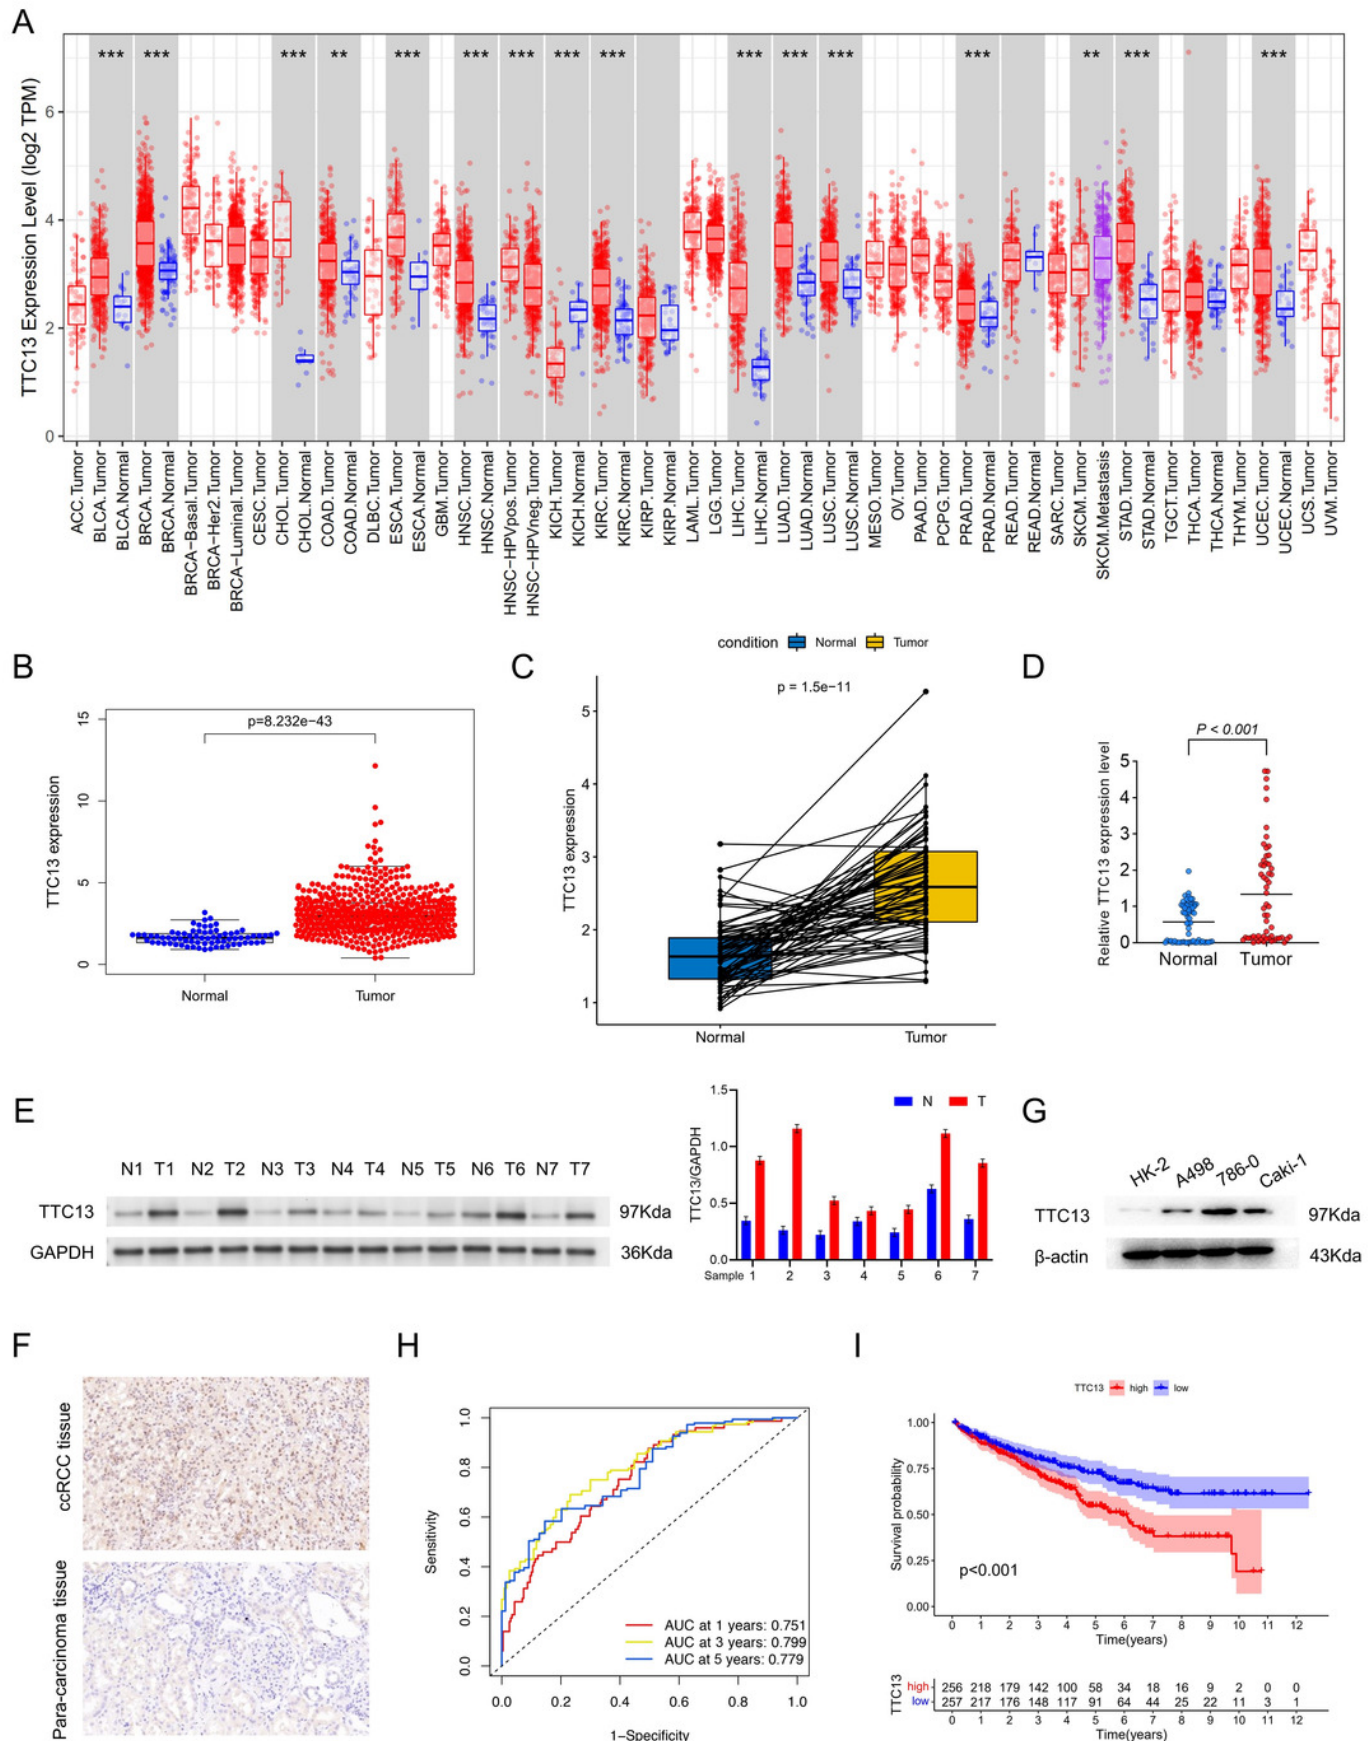 A
*** *** *** ** *** *** *** *** *** *** *** *** *** ** *** ***
TTC13 Expression Level (log2 TPM)
6
4
2
0
ACC.Tumor
BLCA.Tumor
BLCA.Normal
BRCA.Tumor
BRCA.Normal
BRCA-Basal.Tumor
BRCA-Her2.Tumor
BRCA-Luminal.Tumor
CESC.Tumor
CHOL.Tumor
CHOL.Normal
COAD.Tumor
COAD.Normal
DLBC.Tumor
ESCA.Tumor
ESCA.Normal
GBM.Tumor
HNSC.Tumor
HNSC.Normal
HNSC-HPVpos.Tumor
HNSC-HPVneg.Tumor
KICH.Tumor
KICH.Normal
KIRC.Tumor
KIRC.Normal
KIRP.Tumor
KIRP.Normal
LAML.Tumor
LGG.Tumor
LIHC.Tumor
LIHC.Normal
LUAD.Tumor
LUAD.Normal
LUSC.Tumor
LUSC.Normal
MESO.Tumor
OV.Tumor
PAAD.Tumor
PCPG.Tumor
PRAD.Tumor
PRAD.Normal
READ.Tumor
READ.Normal
SARC.Tumor
SKCM.Tumor
SKCM.Metastasis
STAD.Tumor
STAD.Normal
TGCT.Tumor
THCA.Tumor
THCA.Normal
THYM.Tumor
UCEC.Tumor
UCEC.Normal
UCS.Tumor
UVM.Tumor
B
p=8.232e−43
TTC13 expression
15
10
5
0
Normal Tumor
C
condition Normal Tumor
p = 1.5e−11
TTC13 expression
5
4
3
2
1
Normal Tumor
D
P < 0.001
Relative TTC13 expression level
5
4
3
2
1
0
Normal Tumor
E
N1 T1 N2 T2 N3 T3 N4 T4 N5 T5 N6 T6 N7 T7
TTC13 97Kda
GAPDH 36Kda
N T
TTC13/GAPDH
1.5
1.0
0.5
0.0
Sample 1 2 3 4 5 6 7
G
HK-2 A498 786-0 Caki-1
TTC13 97Kda
β-actin 43Kda
F
ccRCC tissue
Para-carcinoma tissue
H
Sensitivity
1.0
0.8
0.6
0.4
0.2
0.0
AUC at 1 years: 0.751
AUC at 3 years: 0.799
AUC at 5 years: 0.779
0.0 0.2 0.4 0.6 0.8 1.0
1−Specificity
I
TTC13 high low
Survival probability
1.00
0.75
0.50
0.25
0.00
p<0.001
0 1 2 3 4 5 6 7 8 9 10 11 12
Time(years)
TTC13
high 256 218 179 142 100 58 34 18 16 9 2 0 0
low 257 217 176 148 117 91 64 44 25 22 11 3 1
0 1 2 3 4 5 6 7 8 9 10 11 12
Time(years)